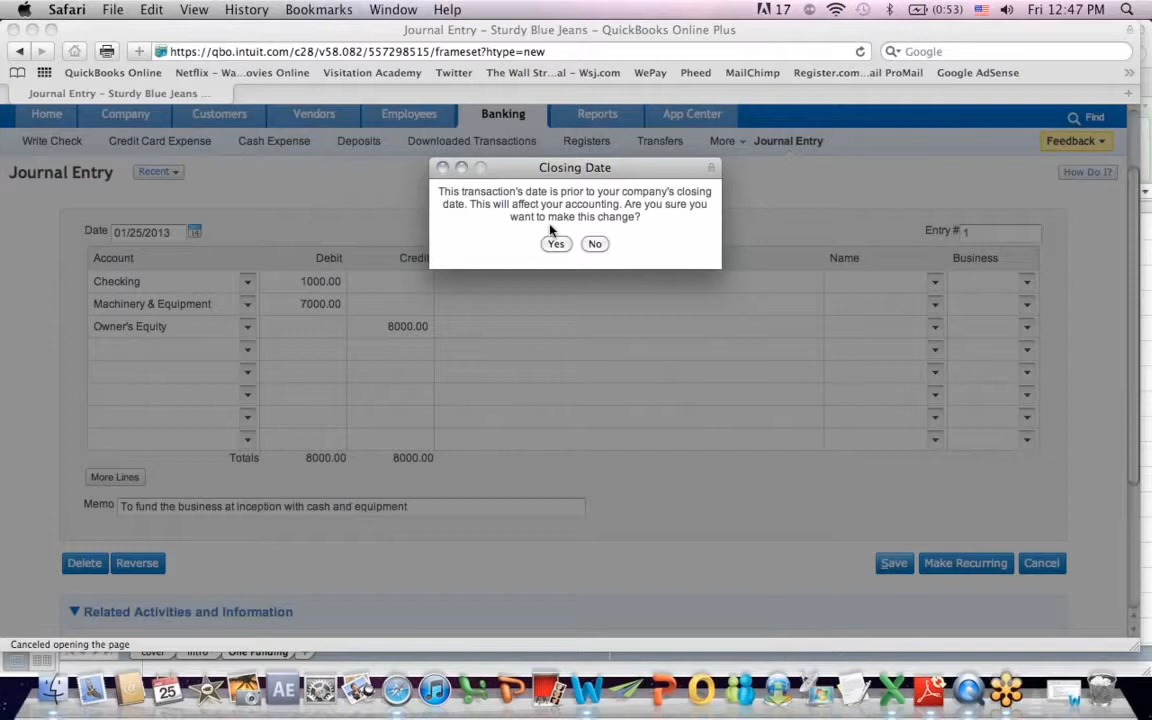 Safari File Edit View History Bookmarks Window Help 17 (0:53) Fri 12:47 PM
Journal Entry – Sturdy Blue Jeans – QuickBooks Online Plus
https://qbo.intuit.com/c28/v58.082/557298515/frameset?htype=new Google
QuickBooks Online Netflix – Wa...ovies Online Visitation Academy Twitter The Wall Str...al – Wsj.com WePay Pheed MailChimp Register.com...ail ProMail Google AdSense
Journal Entry – Sturdy Blue Jeans ...
Home Company Customers Vendors Employees Banking Reports App Center Find
Write Check Credit Card Expense Cash Expense Deposits Downloaded Transactions Registers Transfers More Journal Entry Feedback
Journal Entry Recent How Do I?
Closing Date
This transaction's date is prior to your company's closing
date. This will affect your accounting. Are you sure you
want to make this change?
Yes No
Date 01/25/2013 Entry # 1
Account Debit Credit Name Business
Checking 1000.00
Machinery & Equipment 7000.00
Owner's Equity 8000.00
Totals 8000.00 8000.00
More Lines
Memo To fund the business at inception with cash and equipment
Delete Reverse Save Make Recurring Cancel
Related Activities and Information
Canceled opening the page
cover intro One Funding
25 AE